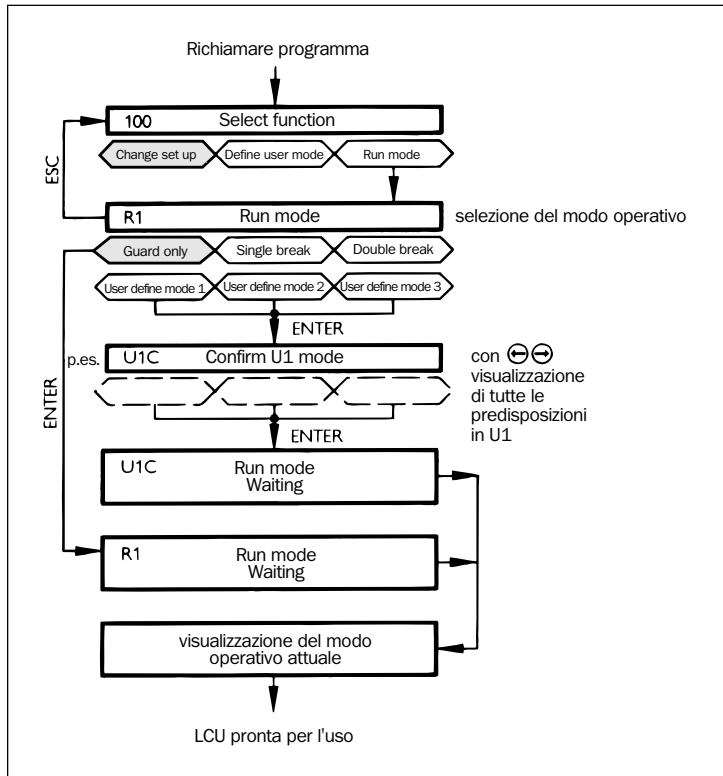 Richiamare programma
100 Select function
Change set up Define user mode Run mode
ESC
R1 Run mode
selezione del modo operativo
Guard only Single break Double break
User define mode 1 User define mode 2 User define mode 3
ENTER
p.es.
U1C Confirm U1 mode
con
visualizzazione
di tutte le
predisposizioni
in U1
ENTER
ENTER
U1C Run mode
Waiting
R1 Run mode
Waiting
visualizzazione del modo
operativo attuale
LCU pronta per l'uso